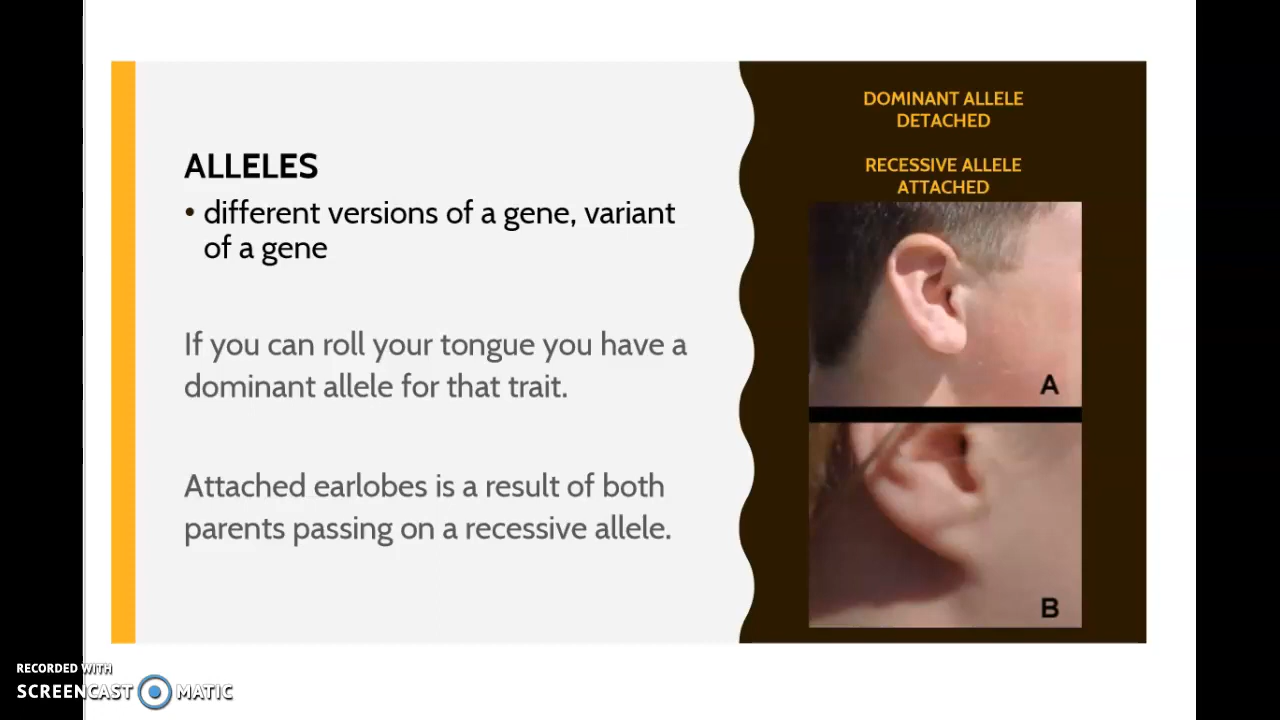 ALLELES
• different versions of a gene, variant
of a gene
If you can roll your tongue you have a
dominant allele for that trait.
Attached earlobes is a result of both
parents passing on a recessive allele.
DOMINANT ALLELE
DETACHED
RECESSIVE ALLELE
ATTACHED
A
B
RECORDED WITH
SCREENCAST MATIC